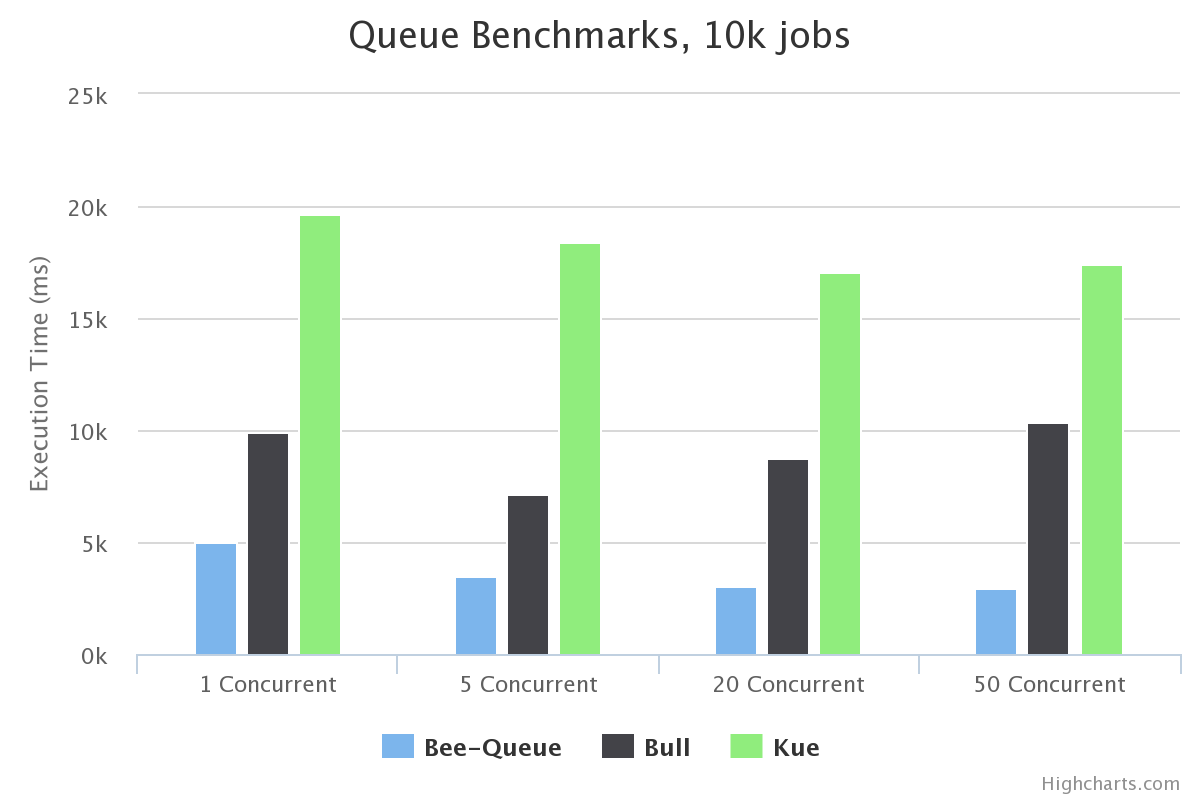 Queue Benchmarks, 10k jobs
Execution Time (ms)
25k
20k
15k
10k
5k
0k
1 Concurrent
5 Concurrent
20 Concurrent
50 Concurrent
Bee-Queue
Bull
Kue
Highcharts.com